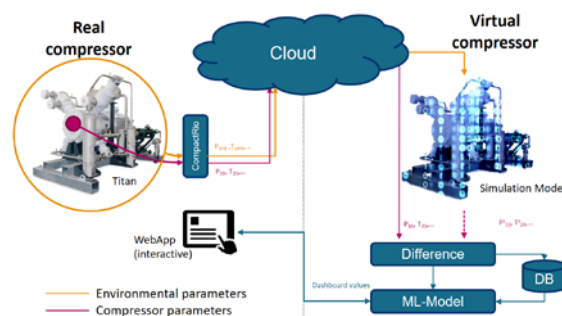 Real
compressor
Cloud
Virtual
compressor
CompactRio
Titan
Simulation Model
WebApp
(interactive)
Difference
Dashboard values
DB
ML-Model
Environmental parameters
Compressor parameters